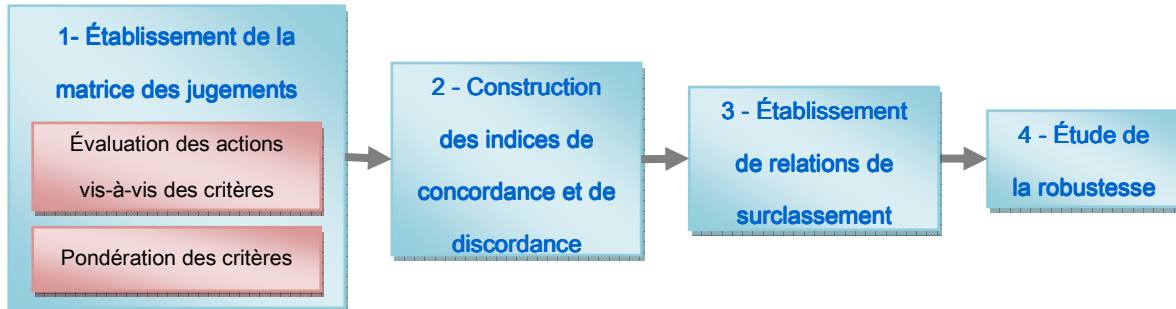 1- Établissement de la
matrice des jugements
Évaluation des actions
vis-à-vis des critères
Pondération des critères
2 - Construction
des indices de
concordance et de
discordance
3 - Établissement
de relations de
surclassement
4 - Étude de
la robustesse